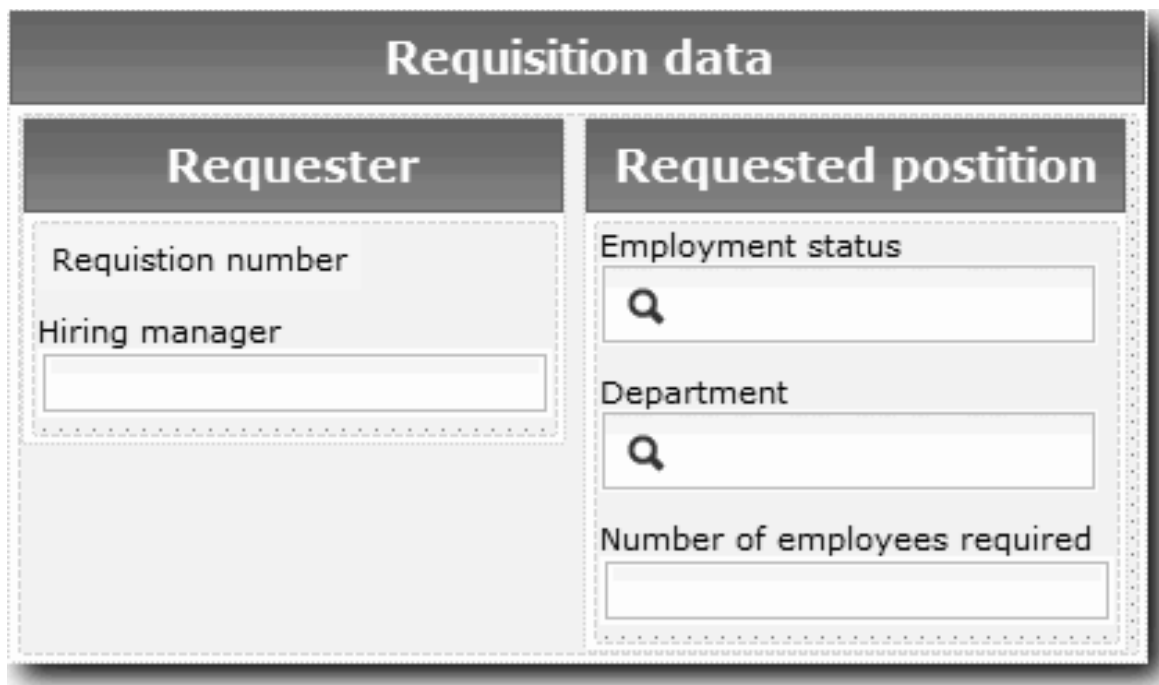 Requisition data
Requester
Requistion number
Hiring manager
Requested postition
Employment status
Department
Number of employees required